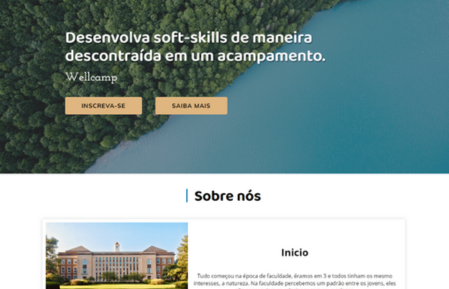 Desenvolva soft-skills de maneira
descontraída em um acampamento.
Wellcamp
INSCREVA-SE
SAIBA MAIS
Sobre nós
Inicio
Tudo começou na época de faculdade, éramos em 3 e todos tinham os mesmo
interesses, a natureza. Na faculdade percebemos um padrão entre os jovens, eles